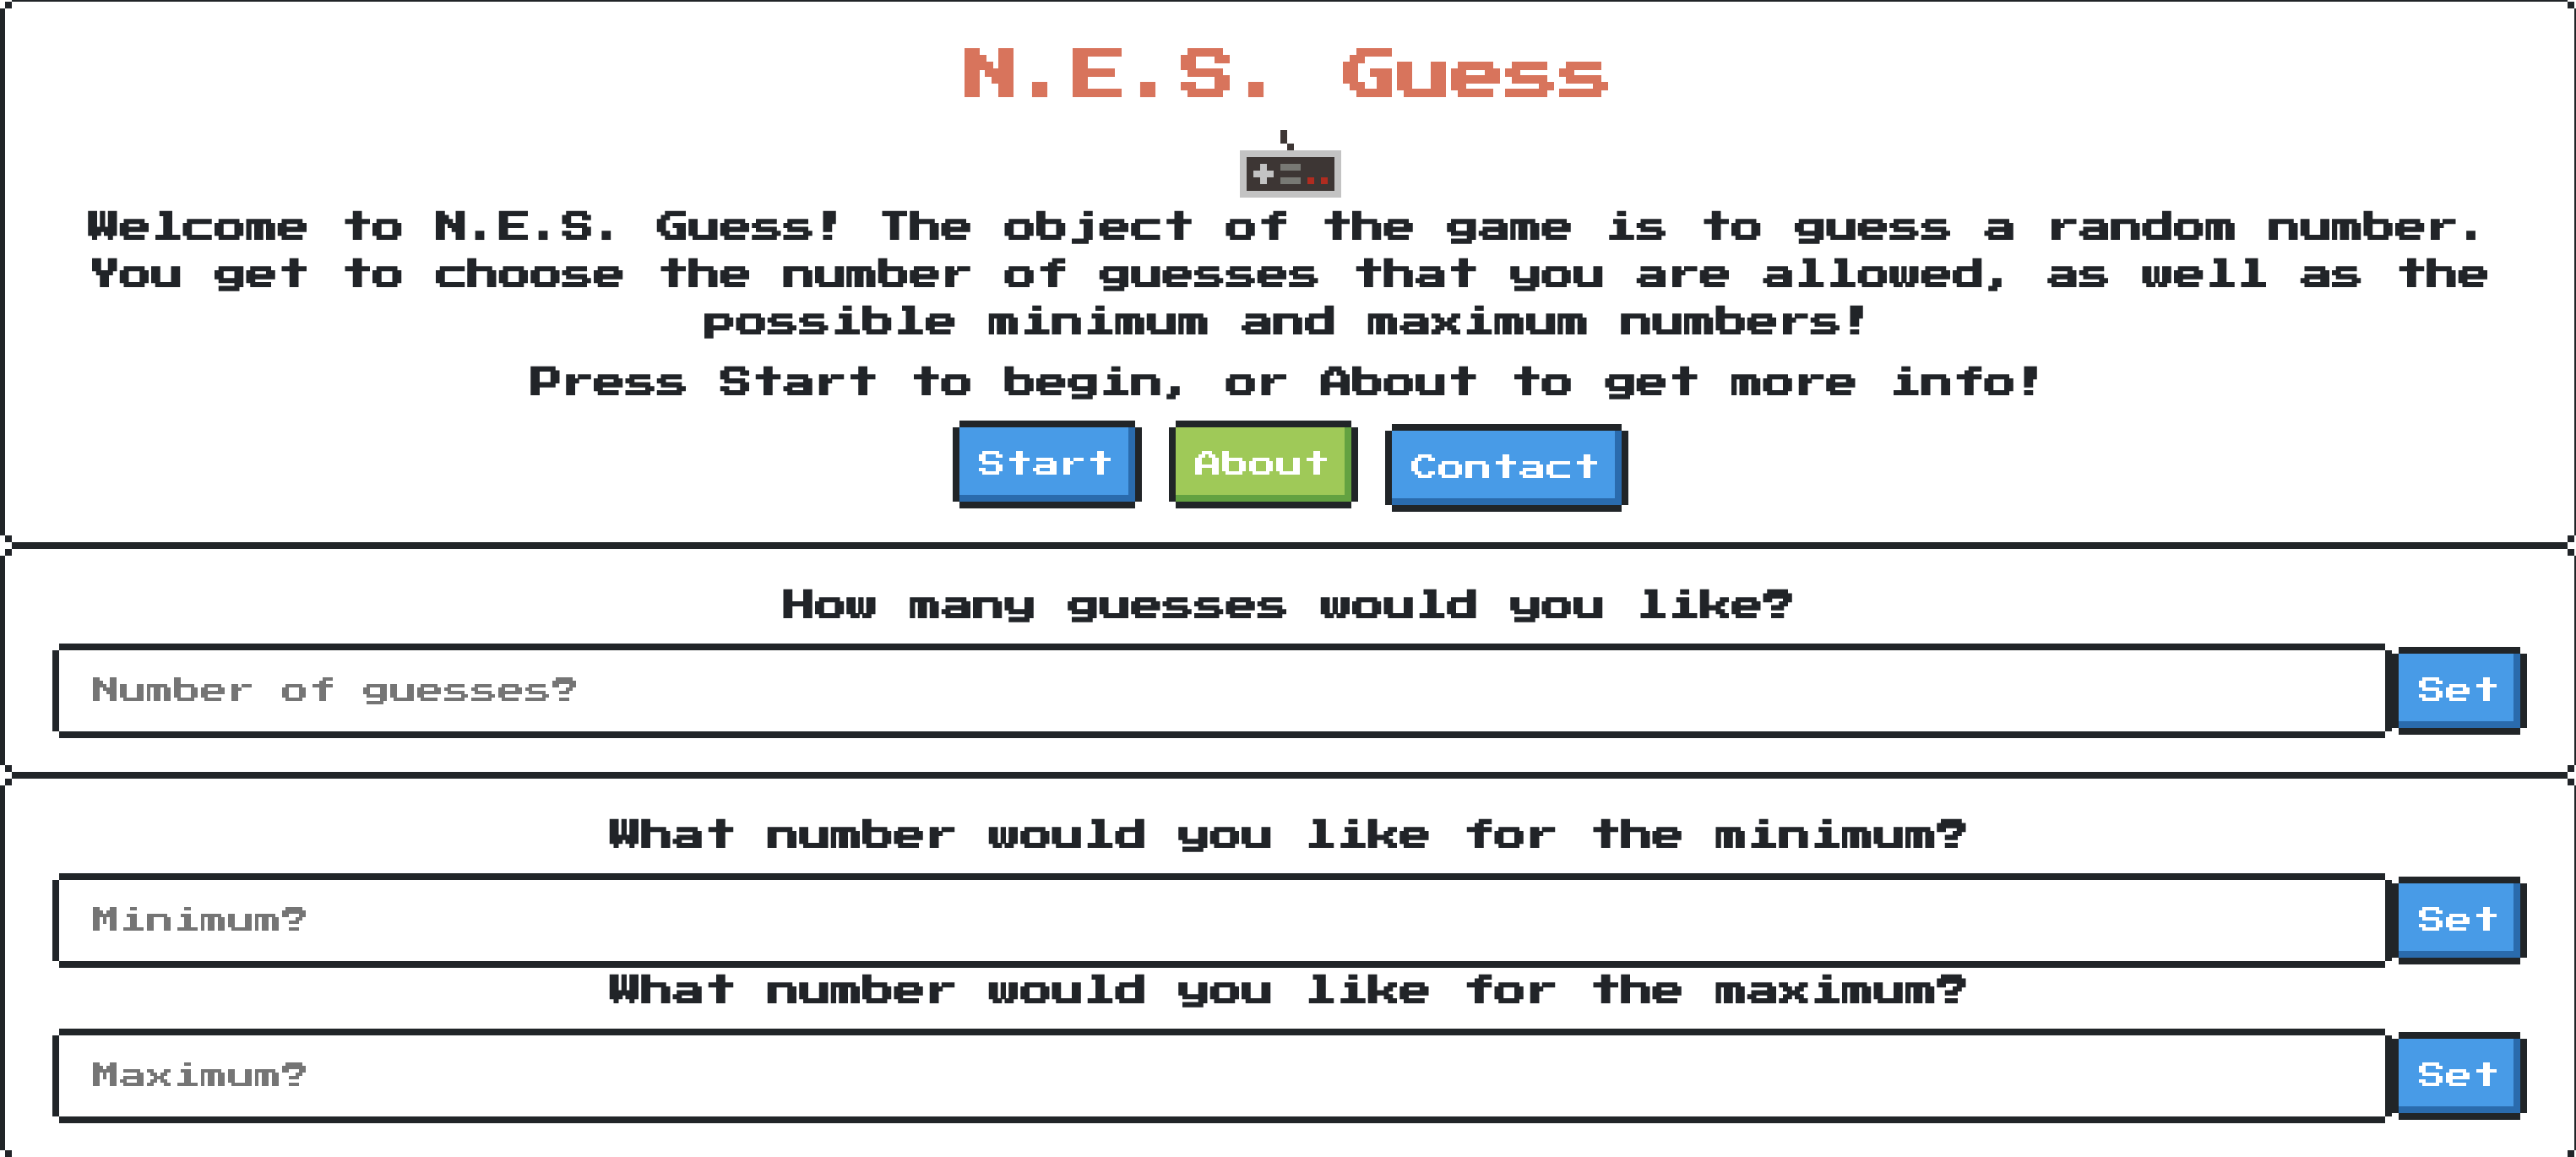 N.E.S. Guess
Welcome to N.E.S. Guess! The object of the game is to guess a random number.
You get to choose the number of guesses that you are allowed, as well as the
possible minimum and maximum numbers!
Press Start to begin, or About to get more info!
Start About Contact
How many guesses would you like?
Number of guesses? Set
What number would you like for the minimum?
Minimum? Set
What number would you like for the maximum?
Maximum? Set